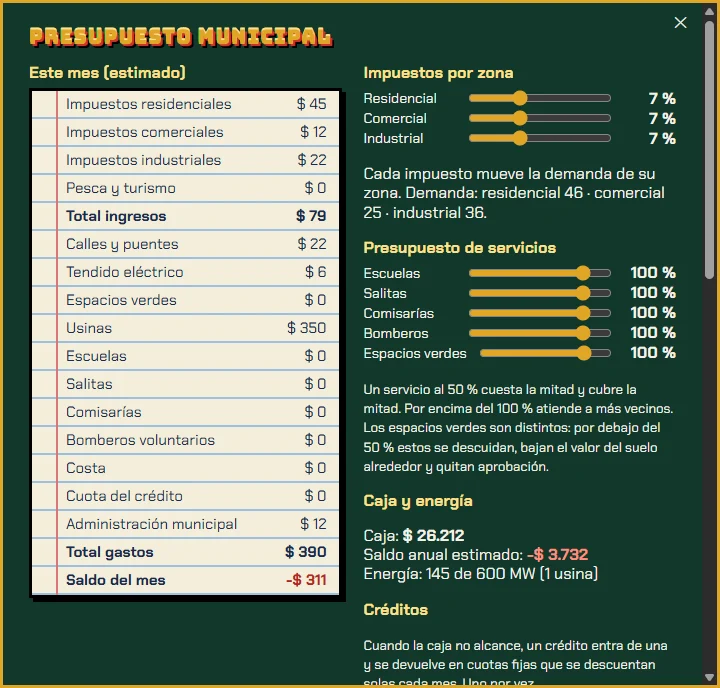 PRESUPUESTO MUNICIPAL
Este mes (estimado)
Impuestos residenciales $ 45
Impuestos comerciales $ 12
Impuestos industriales $ 22
Pesca y turismo $ 0
Total ingresos $ 79
Calles y puentes $ 22
Tendido eléctrico $ 6
Espacios verdes $ 0
Usinas $ 350
Escuelas $ 0
Salitas $ 0
Comisarías $ 0
Bomberos voluntarios $ 0
Costa $ 0
Cuota del crédito $ 0
Administración municipal $ 12
Total gastos $ 390
Saldo del mes -$ 311
Impuestos por zona
Residencial 7 %
Comercial 7 %
Industrial 7 %
Cada impuesto mueve la demanda de su
zona. Demanda: residencial 46 · comercial
25 · industrial 36.
Presupuesto de servicios
Escuelas 100 %
Salitas 100 %
Comisarías 100 %
Bomberos 100 %
Espacios verdes 100 %
Un servicio al 50 % cuesta la mitad y cubre la
mitad. Por encima del 100 % atiende a más vecinos.
Los espacios verdes son distintos: por debajo del
50 % estos se descuidan, bajan el valor del suelo
alrededor y quitan aprobación.
Caja y energía
Caja: $ 26.212
Saldo anual estimado: -$ 3.732
Energía: 145 de 600 MW (1 usina)
Créditos
Cuando la caja no alcance, un crédito entra de una
y se devuelve en cuotas fijas que se descuentan
solas cada mes. Uno por vez.